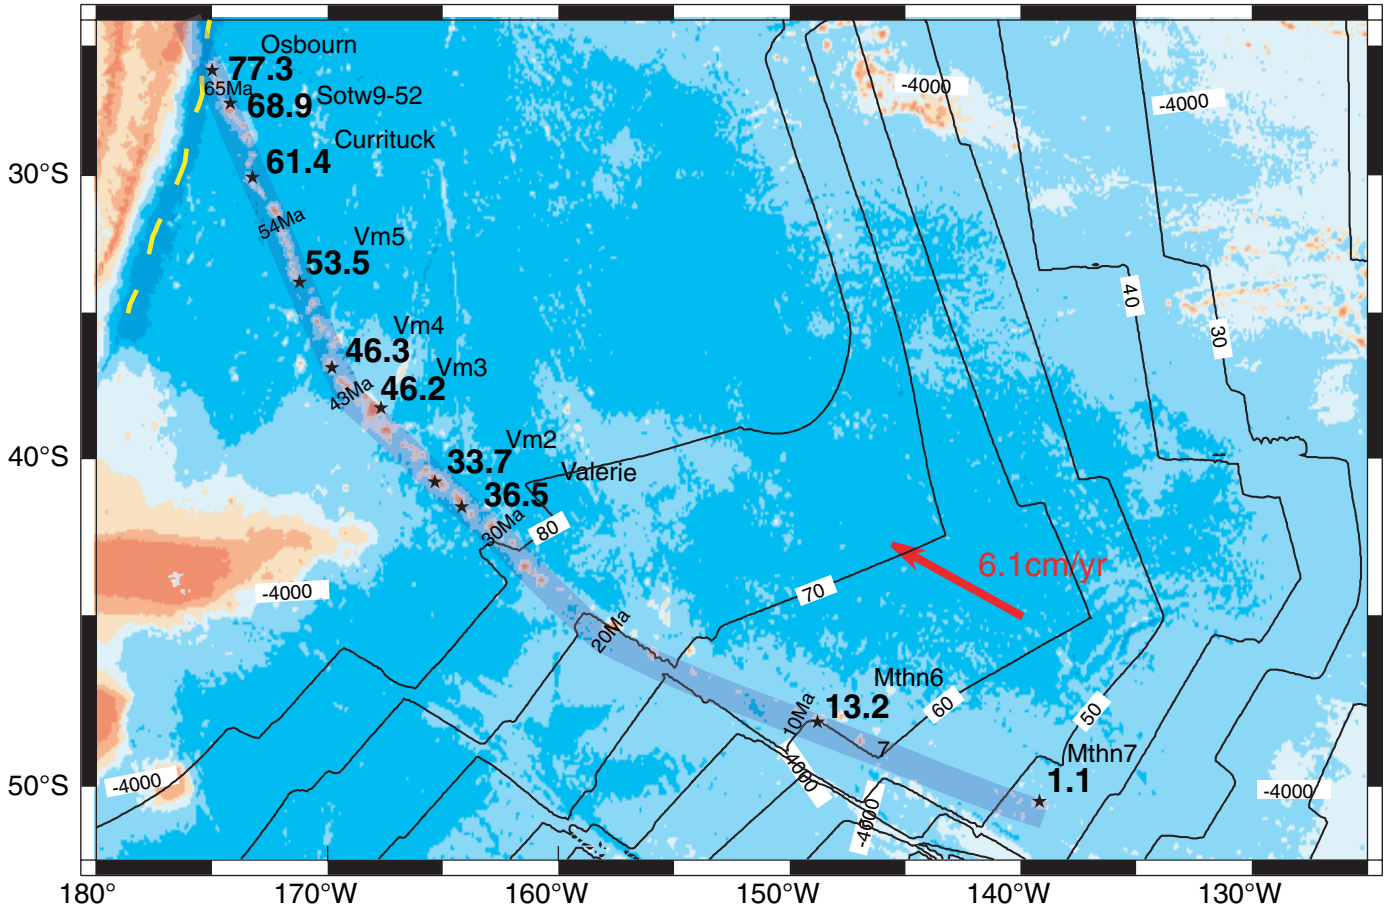 Osbourn
77.3
65Ma
68.9
Sotw9-52
Currituck
61.4
54Ma
Vm5
53.5
Vm4
46.3
Vm3
46.2
43Ma
Vm2
33.7
Valerie
36.5
30Ma
80
20Ma
70
6.1cm/yr
10Ma
Mthn6
13.2
7
60
50
Mthn7
1.1
40
30
-4000
-4000
-4000
-4000
-4000
-4000
-4000
30°S
40°S
50°S
180°
170°W
160°W
150°W
140°W
130°W